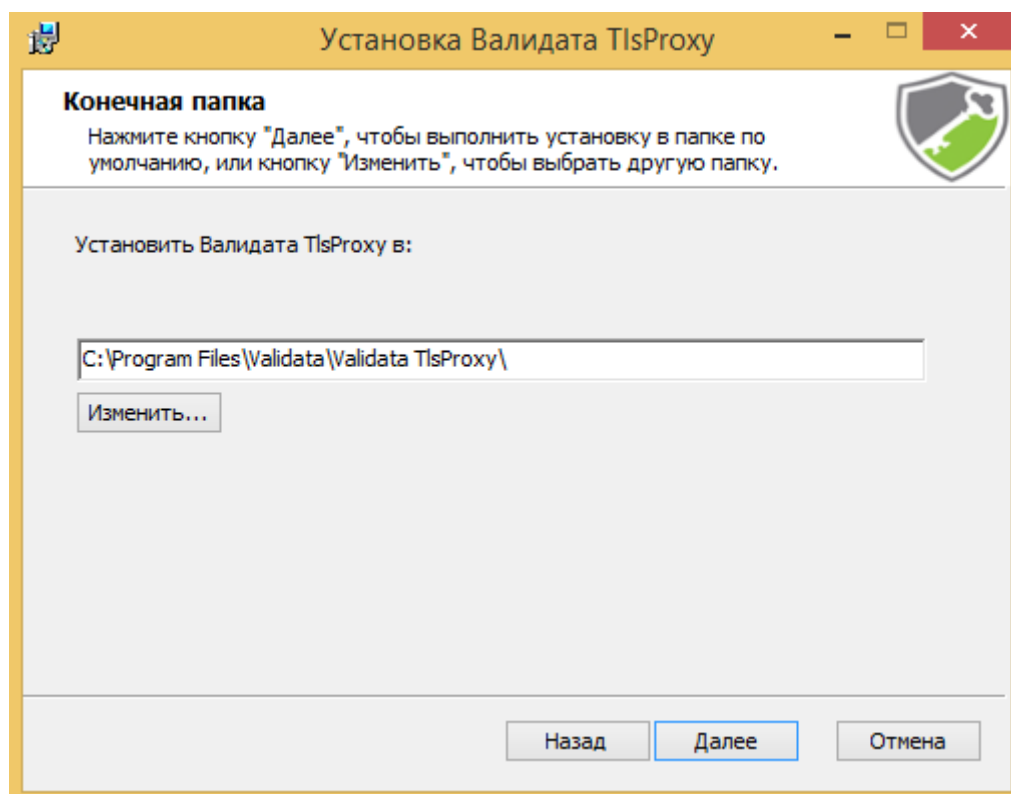 Установка Валидата TlsProxy
Конечная папка
Нажмите кнопку "Далее", чтобы выполнить установку в папке по
умолчанию, или кнопку "Изменить", чтобы выбрать другую папку.
Установить Валидата TlsProxy в:
C:\Program Files\Validata\Validata TlsProxy\
Изменить...
Назад
Далее
Отмена